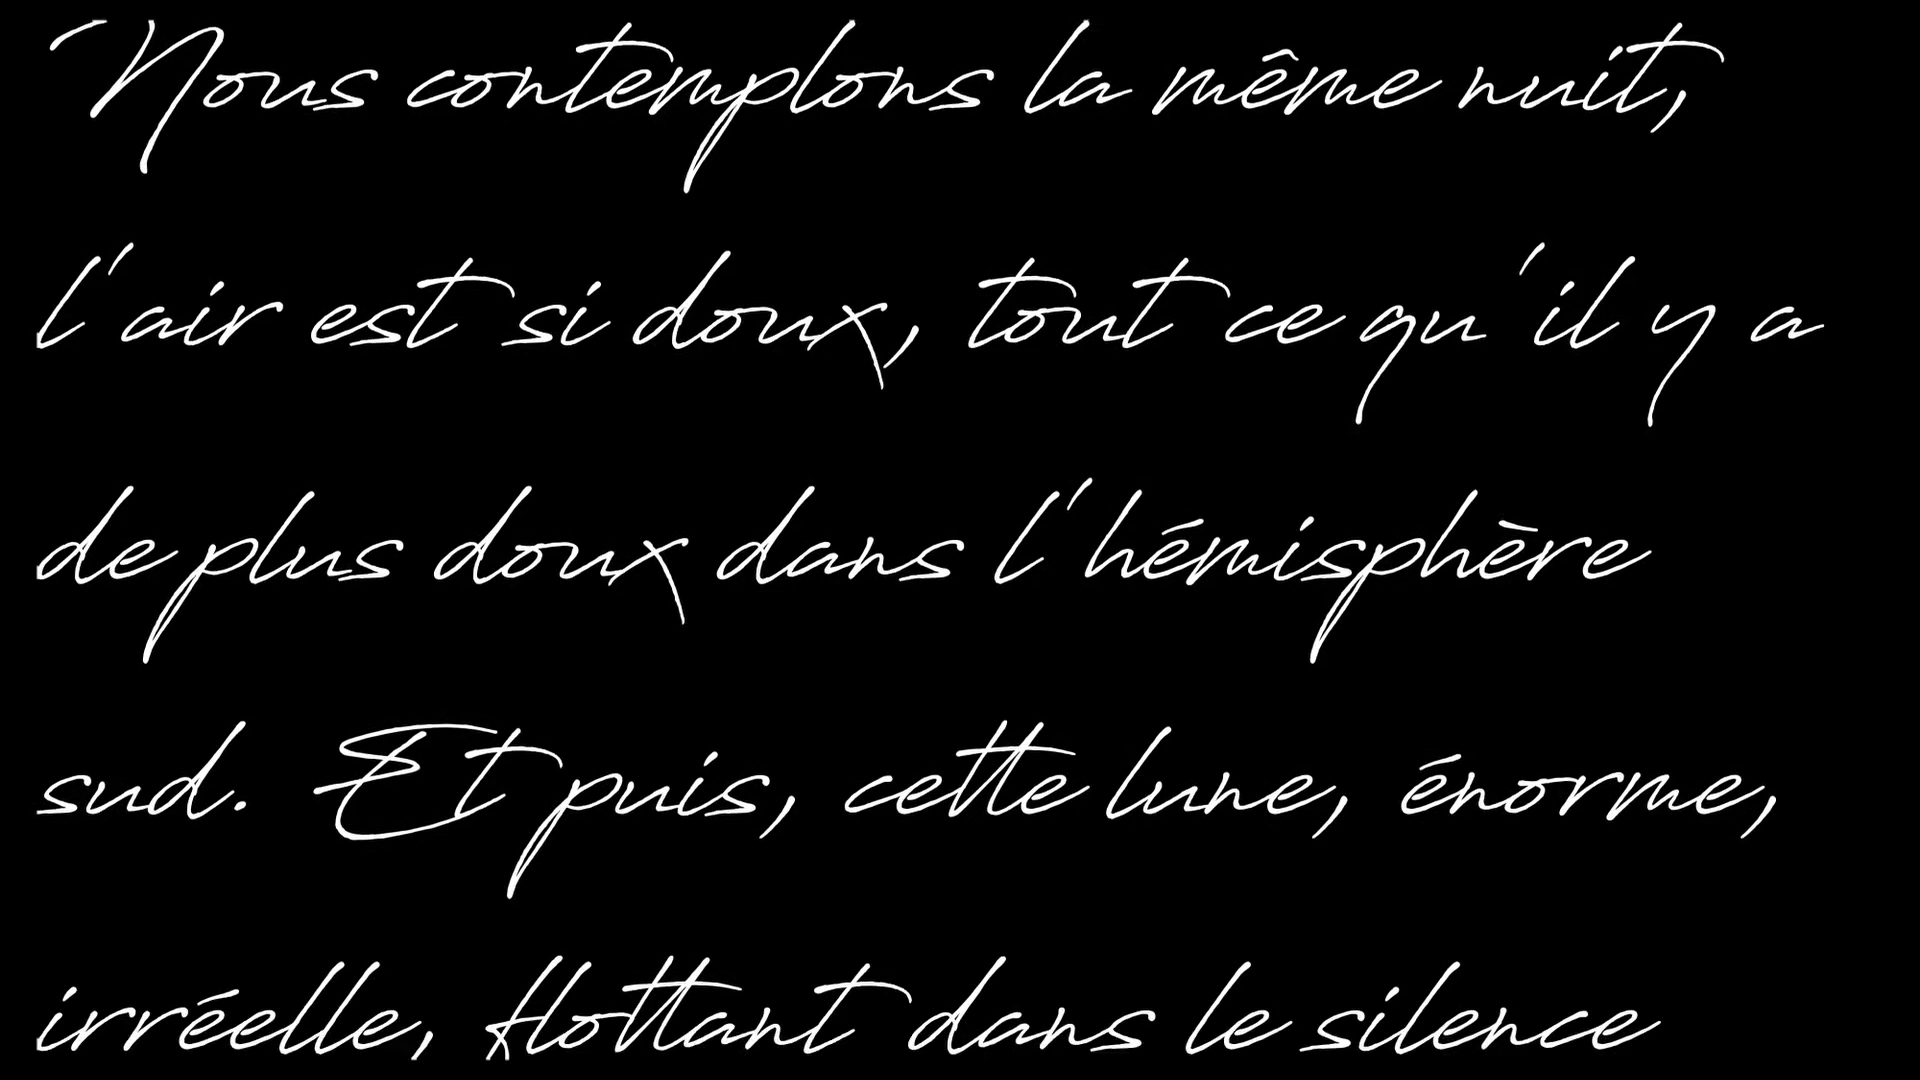 Nous contemplons la même nuit,
l'air est si doux, tout ce qu'il y a
de plus doux dans l'hémisphère
sud. Et puis, cette lune, énorme,
irréelle, flottant dans le silence